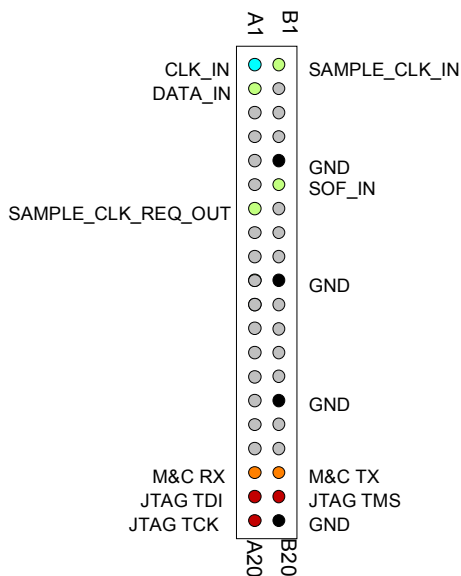 A1 B1
CLK_IN SAMPLE_CLK_IN
DATA_IN
GND
SOF_IN
SAMPLE_CLK_REQ_OUT
GND
GND
M&C RX M&C TX
JTAG TDI JTAG TMS
JTAG TCK GND
A20 B20